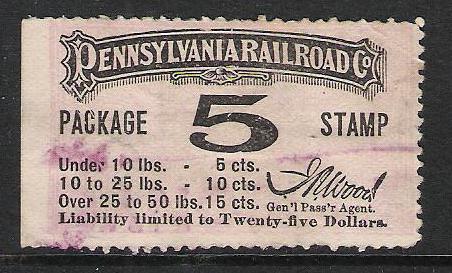 PENNSYLVANIA RAILROAD CO
5
PACKAGE STAMP
Under 10 lbs. - 5 cts.
10 to 25 lbs. - 10 cts.
Over 25 to 50 lbs. 15 cts.
J.R. Wood
Gen'l Pass'r Agent.
Liability limited to Twenty-five Dollars.